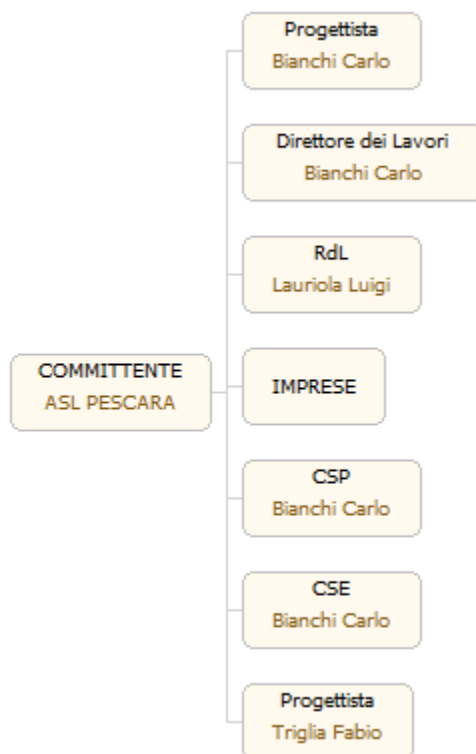 Progettista
Bianchi Carlo
Direttore dei Lavori
Bianchi Carlo
RdL
Lauriola Luigi
COMMITTENTE
ASL PESCARA
IMPRESE
CSP
Bianchi Carlo
CSE
Bianchi Carlo
Progettista
Triglia Fabio